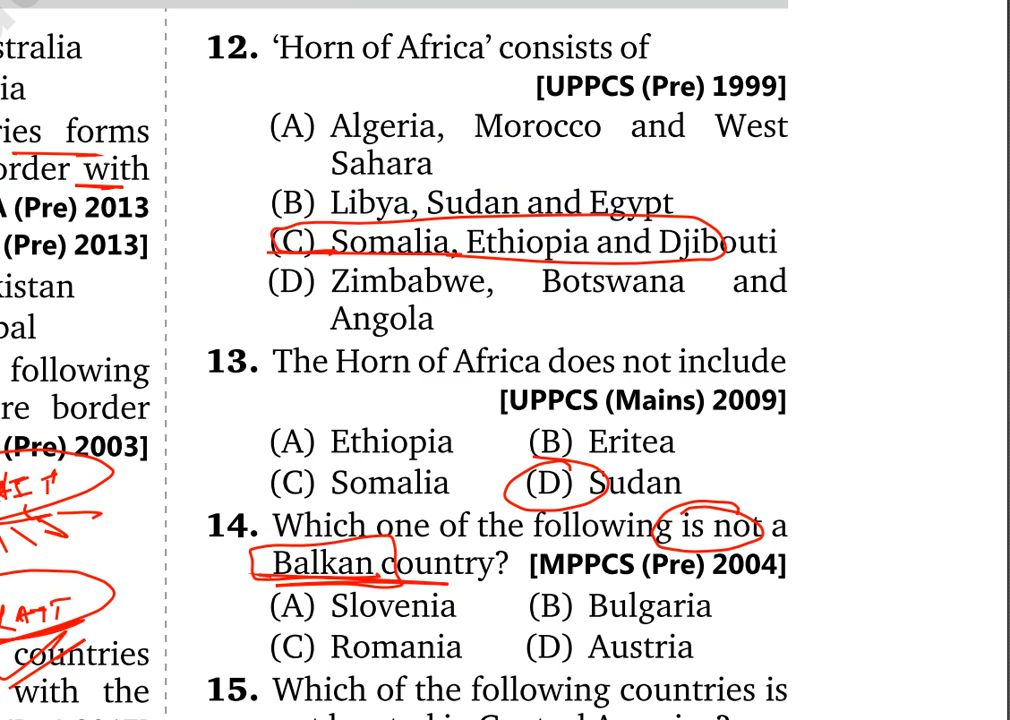 stralia
ia
ries forms
order with
A (Pre) 2013
(Pre) 2013]
kistan
pal
following
re border
(Pre) 2003]
countries
with the
12. ‘Horn of Africa’ consists of
[UPPCS (Pre) 1999]
(A) Algeria, Morocco and West
Sahara
(B) Libya, Sudan and Egypt
(C) Somalia, Ethiopia and Djibouti
(D) Zimbabwe, Botswana and
Angola
13. The Horn of Africa does not include
[UPPCS (Mains) 2009]
(A) Ethiopia (B) Eritea
(C) Somalia (D) Sudan
14. Which one of the following is not a
Balkan country? [MPPCS (Pre) 2004]
(A) Slovenia (B) Bulgaria
(C) Romania (D) Austria
15. Which of the following countries is